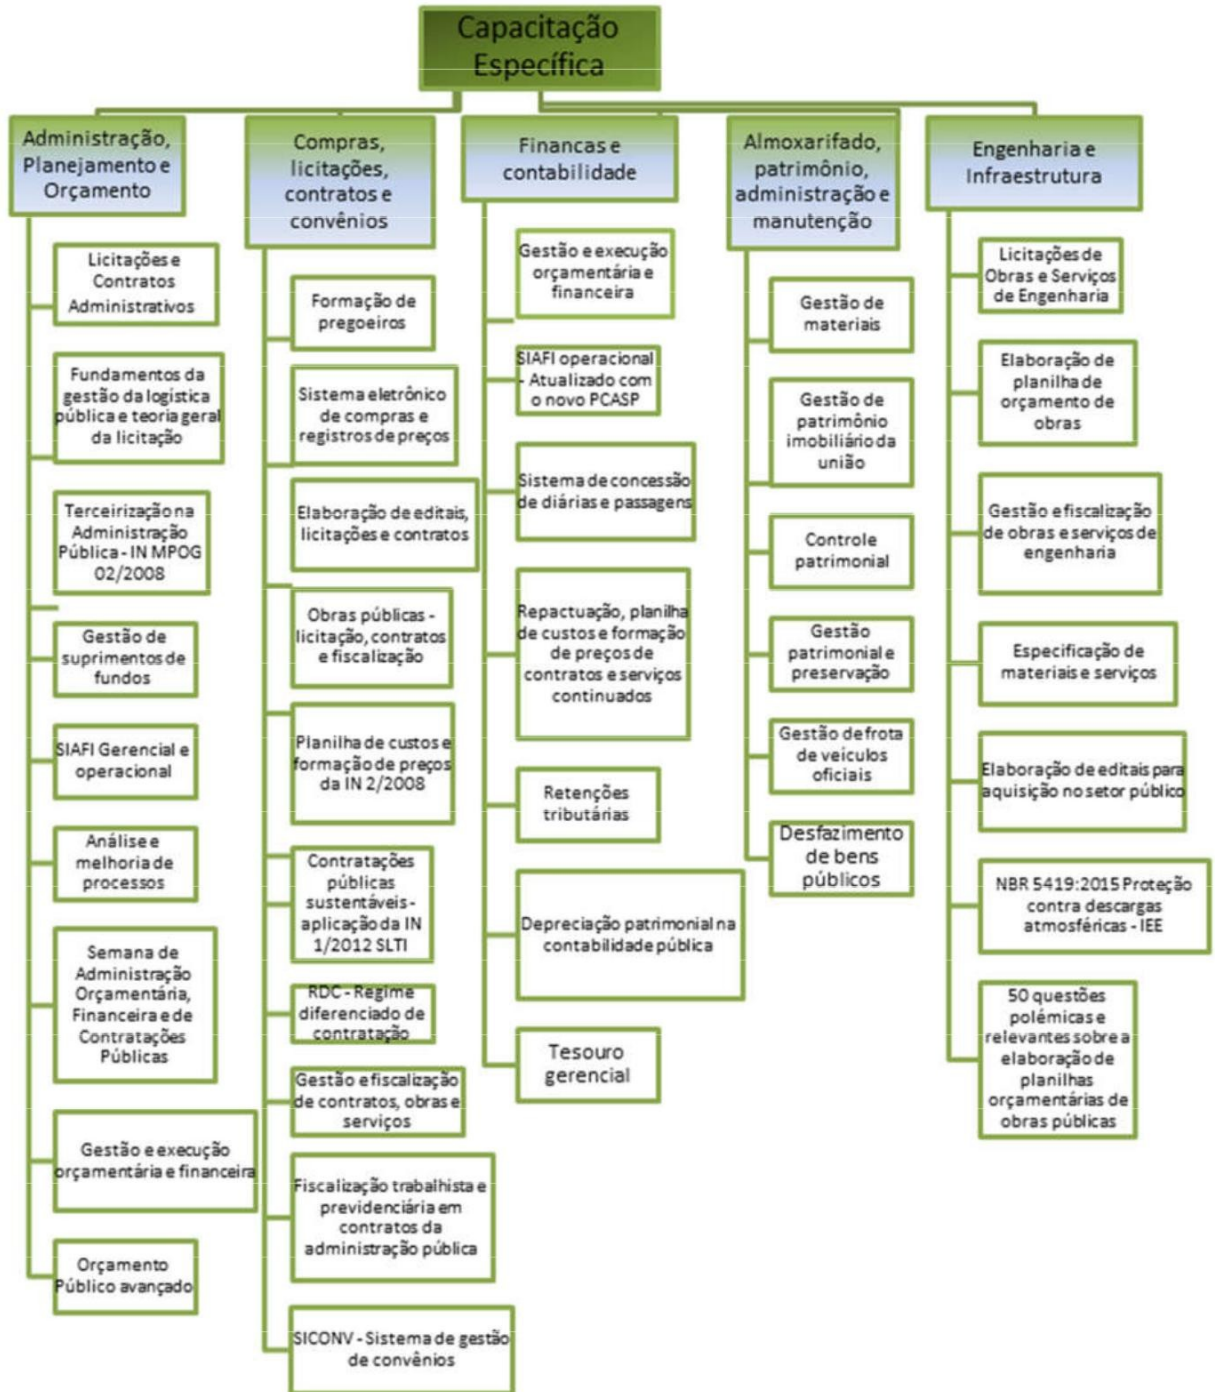 Capacitação
Específica
Administração,
Planejamento e
Orçamento
Licitações e
Contratos
Administrativos
Fundamentos da
gestão da logística
pública e teoria geral
da licitação
Terceirização na
Administração
Pública - IN MPOG
02/2008
Gestão de
suprimentos de
fundos
SIAFI Gerencial e
operacional
Análise e
melhoria de
processos
Semana de
Administração
Orçamentária,
Financeira e de
Contratações
Públicas
Gestão e execução
orçamentária e financeira
Orçamento
Público avançado
Compras,
licitações,
contratos e
convênios
Formação de
pregoeiros
Sistema eletrônico
de compras e
registros de preços
Elaboração de editais,
licitações e contratos
Obras públicas -
licitação, contratos
e fiscalização
Planilha de custos e
formação de preços
da IN 2/2008
Contratações
públicas
sustentáveis -
aplicação da IN
1/2012 SLTI
RDC - Regime
diferenciado de
contratação
Gestão e fiscalização
de contratos, obras e
serviços
Fiscalização trabalhista e
previdenciária em
contratos da
administração pública
SICONV - Sistema de gestão
de convênios
Financas e
contabilidade
Gestão e execução
orçamentária e
financeira
SIAFI operacional
- Atualizado com
o novo PCASP
Sistema de concessão
de diárias e passagens
Repactuação, planilha
de custos e formação
de preços de
contratos e serviços
continuados
Retenções
tributárias
Depreciação patrimonial na
contabilidade pública
Tesouro
gerencial
Almoxarifado,
patrimônio,
administração e
manutenção
Gestão de
materiais
Gestão de
patrimônio
imobiliário da
união
Controle
patrimonial
Gestão
patrimonial e
preservação
Gestão de frota
de veículos
oficiais
Desfazimento
de bens
públicos
Engenharia e
Infraestrutura
Licitações de
Obras e Serviços
de Engenharia
Elaboração de
planilha de
orçamento de
obras
Gestão e fiscalização
de obras e serviços de
engenharia
Especificação de
materiais e serviços
Elaboração de editais para
aquisição no setor público
NBR 5419:2015 Proteção
contra descargas
atmosféricas - IEE
50 questões
polémicas e
relevantes sobre a
elaboração de
planilhas
orçamentárias de
obras públicas